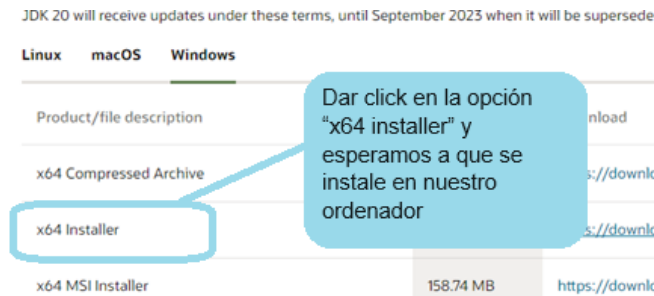 JDK 20 will receive updates under these terms, until September 2023 when it will be
Linux macOS Windows
Product/file description
Dar click en la opción
“x64 installer” y
esperamos a que se
instale en nuestro
ordenador
x64 Compressed Archive
x64 Installer
x64 MSI Installer 158.74 MB